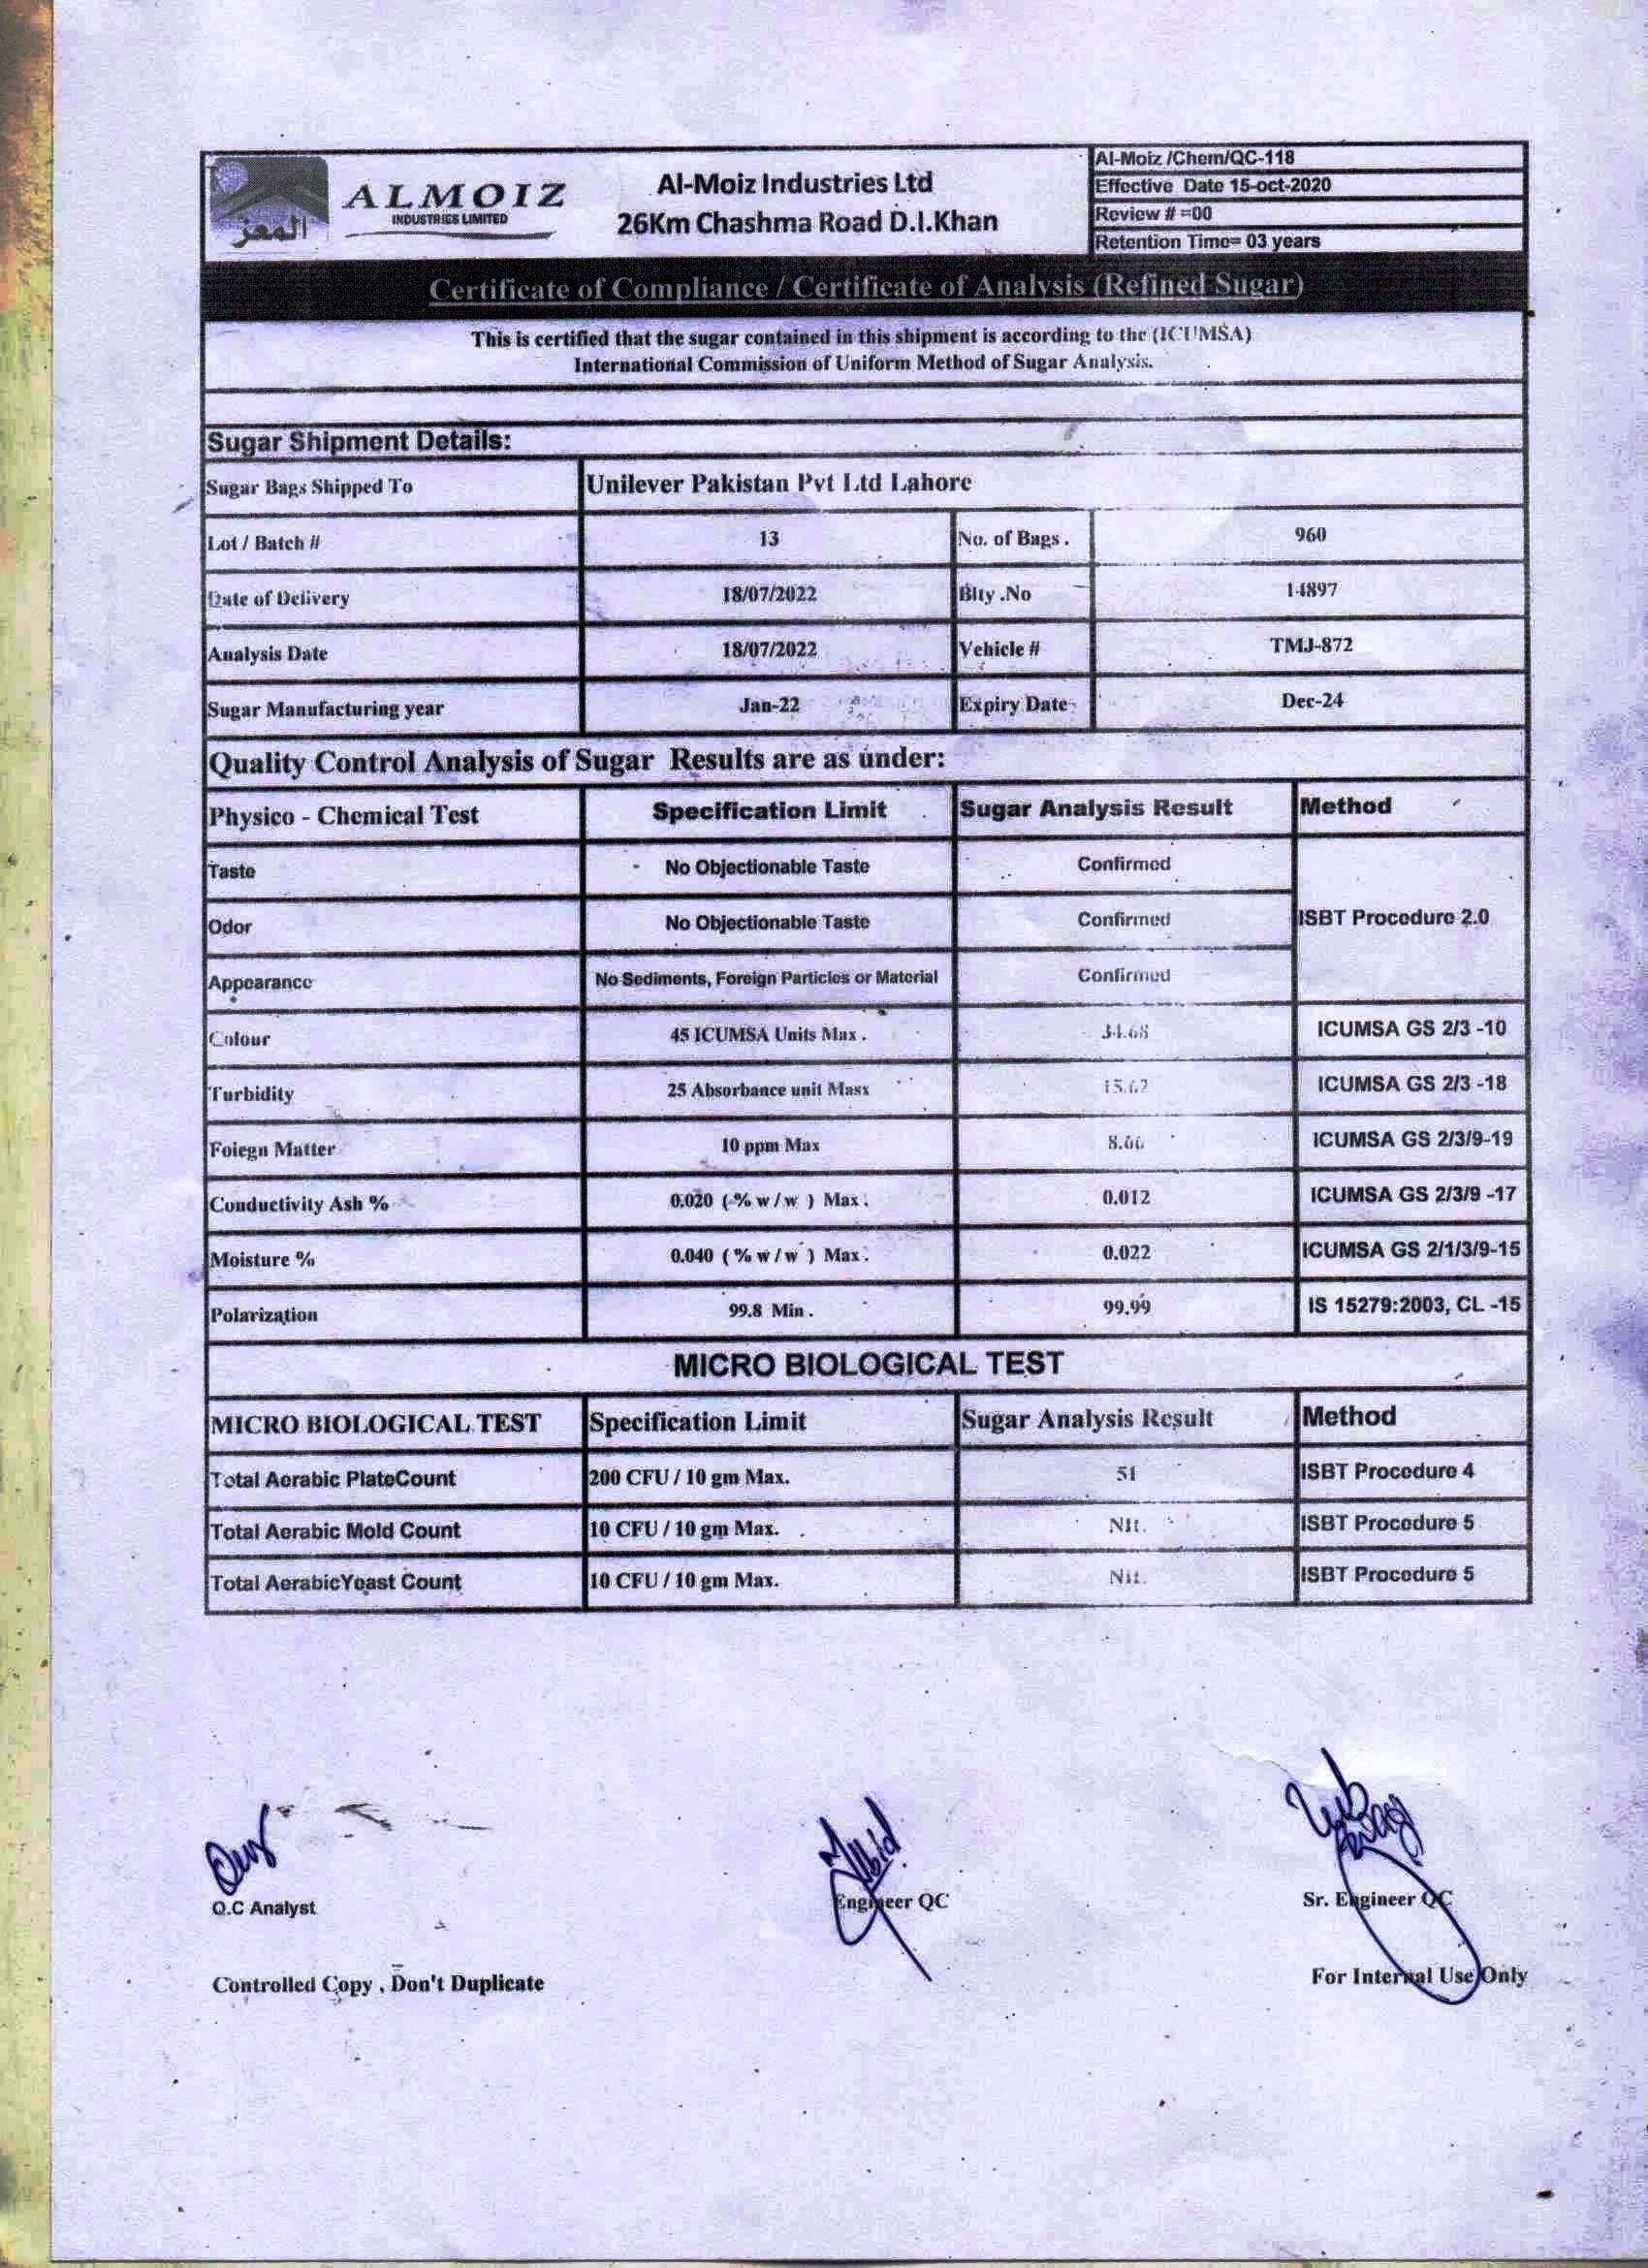 Al-Moiz /Chem/QC-118
المعز
ALMOIZ
INDUSTRIES LIMITED
Al-Moiz Industries Ltd
26Km Chashma Road D.I.Khan
Effective Date 15-oct-2020
Review # =00
Retention Time= 03 years
Certificate of Compliance / Certificate of Analysis (Refined Sugar)
This is certified that the sugar contained in this shipment is according to the (ICUMSA)
International Commission of Uniform Method of Sugar Analysis.
Sugar Shipment Details:
Sugar Bags Shipped To Unilever Pakistan Pvt Ltd Lahore
Lot / Batch # 13 No. of Bags . 960
Date of Delivery 18/07/2022 Blty .No 14897
Analysis Date 18/07/2022 Vehicle # TMJ-872
Sugar Manufacturing year Jan-22 Expiry Date Dec-24
Quality Control Analysis of Sugar Results are as under:
Physico - Chemical Test Specification Limit Sugar Analysis Result Method
Taste No Objectionable Taste Confirmed
Odor No Objectionable Taste Confirmed ISBT Procedure 2.0
Appearance No Sediments, Foreign Particles or Material Confirmed
Colour 45 ICUMSA Units Max . 34.68 ICUMSA GS 2/3 -10
Turbidity 25 Absorbance unit Masx ICUMSA GS 2/3 -18
Foiegn Matter 10 ppm Max ICUMSA GS 2/3/9-19
Conductivity Ash % 0.020 ( % w / w ) Max . 0.012 ICUMSA GS 2/3/9 -17
Moisture % 0.040 ( % w / w ) Max . 0.022 ICUMSA GS 2/1/3/9-15
Polarization 99.8 Min . 99.99 IS 15279:2003, CL -15
MICRO BIOLOGICAL TEST
MICRO BIOLOGICAL TEST Specification Limit Sugar Analysis Result Method
Total Aerabic PlateCount 200 CFU / 10 gm Max. 51 ISBT Procedure 4
Total Aerabic Mold Count 10 CFU / 10 gm Max. Nil. ISBT Procedure 5
Total AerabicYeast Count 10 CFU / 10 gm Max. Nil. ISBT Procedure 5
Q.C Analyst Engineer QC Sr. Engineer QC
Controlled Copy , Don't Duplicate For Internal Use Only